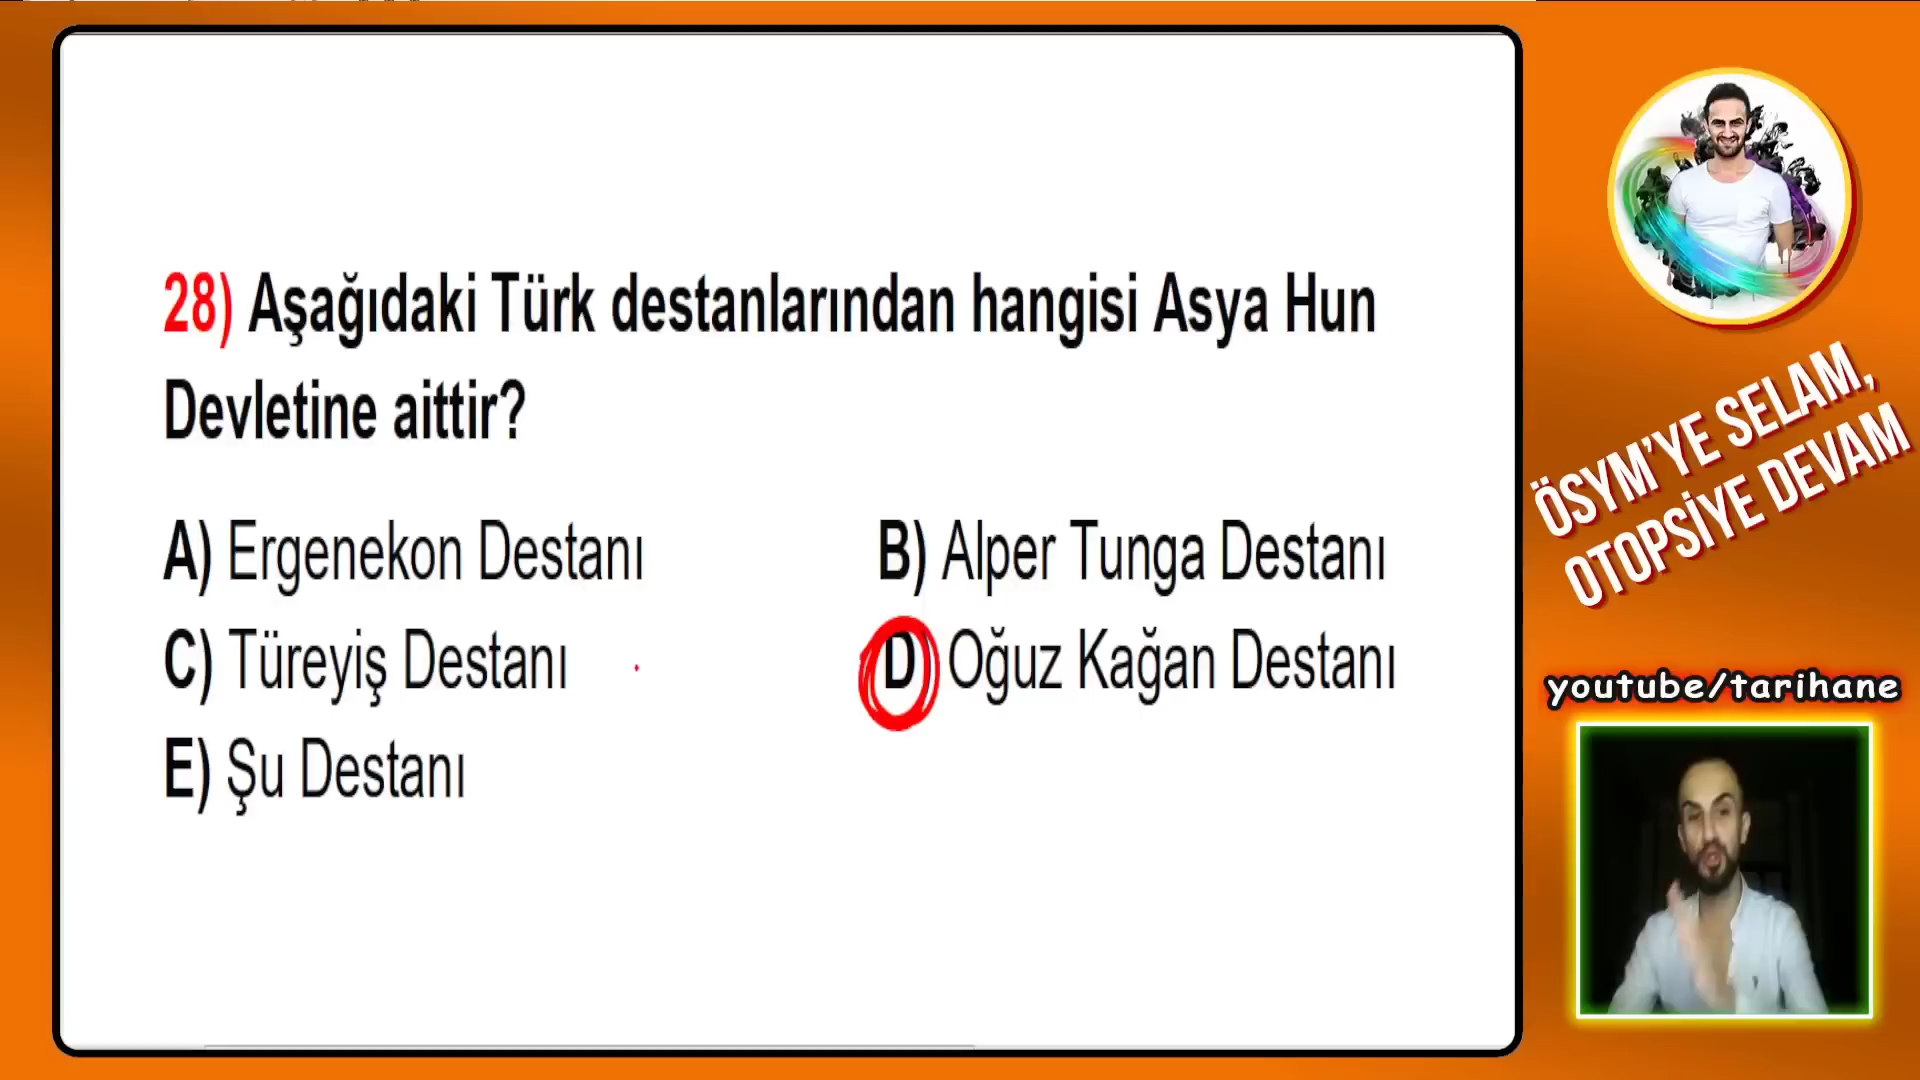 28) Aşağıdaki Türk destanlarından hangisi Asya Hun
Devletine aittir?
A) Ergenekon Destanı
B) Alper Tunga Destanı
C) Türeyiş Destanı
D) Oğuz Kağan Destanı
E) Şu Destanı
ÖSYM'YE SELAM,
OTOPSİYE DEVAM
youtube/tarihane